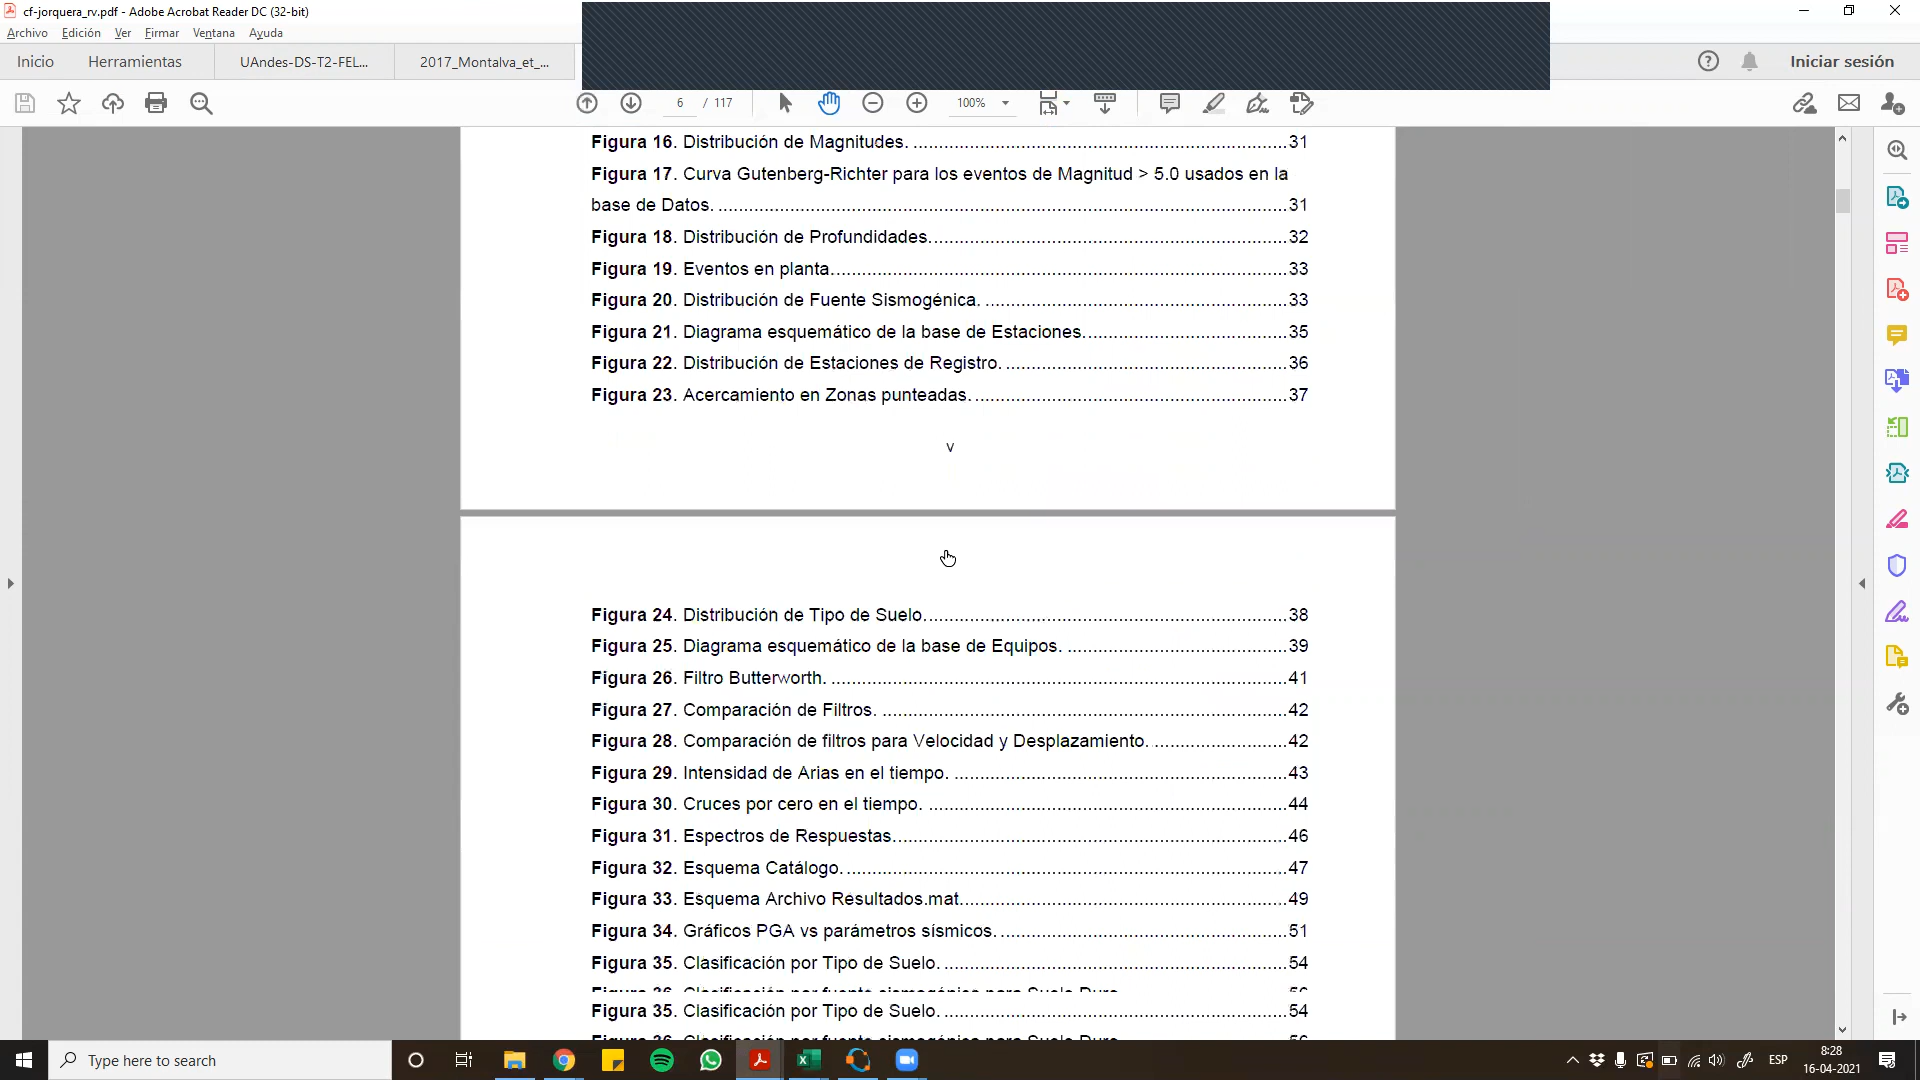 cf-jorquera_rv.pdf - Adobe Acrobat Reader DC (32-bit)
Archivo Edición Ver Firmar Ventana Ayuda
Inicio Herramientas UAndes-DS-T2-FEL... 2017_Montalva_et_... Iniciar sesión
6 / 117 100%
Figura 16. Distribución de Magnitudes. ........ 31
Figura 17. Curva Gutenberg-Richter para los eventos de Magnitud > 5.0 usados en la
base de Datos. ........ 31
Figura 18. Distribución de Profundidades. ........ 32
Figura 19. Eventos en planta. ........ 33
Figura 20. Distribución de Fuente Sismogénica. ........ 33
Figura 21. Diagrama esquemático de la base de Estaciones. ........ 35
Figura 22. Distribución de Estaciones de Registro. ........ 36
Figura 23. Acercamiento en Zonas punteadas. ........ 37
v
Figura 24. Distribución de Tipo de Suelo. ........ 38
Figura 25. Diagrama esquemático de la base de Equipos. ........ 39
Figura 26. Filtro Butterworth. ........ 41
Figura 27. Comparación de Filtros. ........ 42
Figura 28. Comparación de filtros para Velocidad y Desplazamiento. ........ 42
Figura 29. Intensidad de Arias en el tiempo. ........ 43
Figura 30. Cruces por cero en el tiempo. ........ 44
Figura 31. Espectros de Respuestas. ........ 46
Figura 32. Esquema Catálogo. ........ 47
Figura 33. Esquema Archivo Resultados.mat. ........ 49
Figura 34. Gráficos PGA vs parámetros sísmicos. ........ 51
Figura 35. Clasificación por Tipo de Suelo. ........ 54
Figura 35. Clasificación por Tipo de Suelo. ........ 54
Type here to search
ESP
8:28
16-04-2021